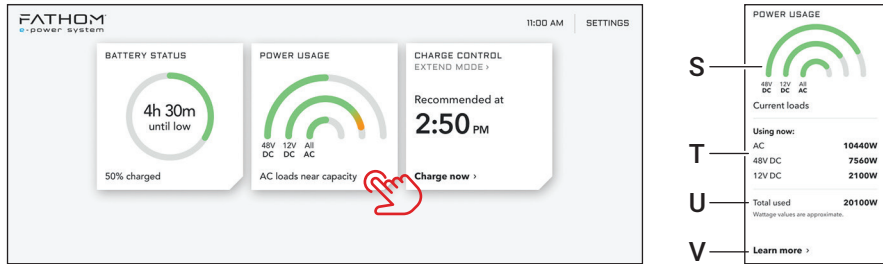 FATHOM
e-power system
11:00 AM
SETTINGS
BATTERY STATUS
4h 30m
until low
50% charged
POWER USAGE
48V 12V All
DC DC AC
AC loads near capacity
CHARGE CONTROL
EXTEND MODE ›
Recommended at
2:50 PM
Charge now ›
POWER USAGE
S
48V 12V All
DC DC AC
Current loads
Using now:
T
AC 10440W
48V DC 7560W
12V DC 2100W
U
Total used 20100W
Wattage values are approximate.
V
Learn more ›